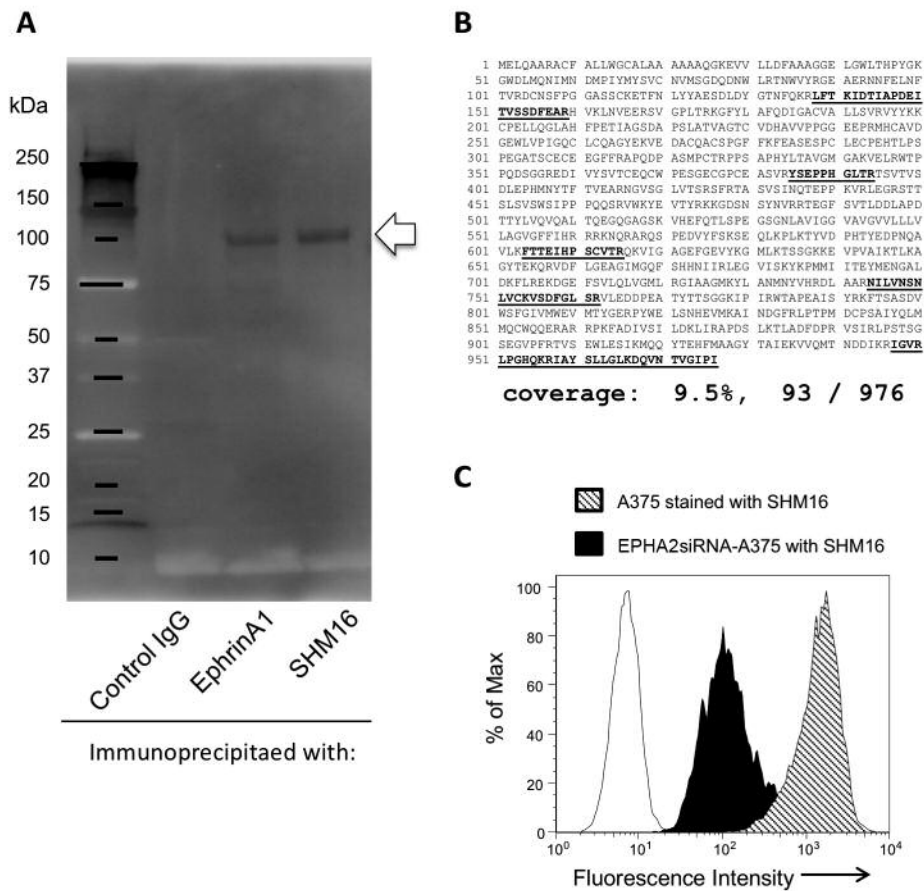 A
kDa
250
150
100
75
50
37
25
20
15
10
Control IgG
EphrinA1
SHM16
Immunoprecipitaed with:
B
1 MELQAARACF ALLWGCALAA AAAAQGKEVV LLDFAAAGGE LGWLTHPYGK
51 GWDLMQNIMN DMPIYMYSVC NVMSGDQDNW LRTNWVYRGE AERNNFELNF
101 TVRDCNSFPG GASSCKETFN LYYAESDLDY GTNFQKRLFT KIDTIAPDEI
151 TVSSDFEARH VKLNVEERSV GPLTRKGFYL AFQDIGACVA LLSVRVYYKK
201 CPELLQGLAH FPETIAGSDA PSLATVAGTC VDHAVVPPGG EEPRMHCAVD
251 GEWLVPIGQC LCQAGYEKVE DACQACSPGF FKFEASESPC LECPEHTLPS
301 PEGATSCECE EGFFRAPQDP ASMPCTRPPS APHYLTAVGM GAKVELRWTP
351 PQDSGGREDI VYSVTCEQCW PESGECGPCE ASVRYSEPPH GLTRTSVTVS
401 DLEPHMNYTF TVEARNGVSG LVTSRSFRTA SVSINQTEPP KVRLEGRSTT
451 SLSVSWSIPP PQQSRVWKYE VTYRKKGDSN SYNVRRTEGF SVTLDDLAPD
501 TTYLVQVQAL TQEGQGAGSK VHEFQTLSPE GSGNLAVIGG VAVGVVLLLV
551 LAGVGFFIHR RRKNQRARQS PEDVYFSKSE QLKPLKTYVD PHTYEDPNQA
601 VLKFTTEIHP SCVTRQKVIG AGEFGEVYKG MLKTSSGKKE VPVAIKTLKA
651 GYTEKQRVDF LGEAGIMGQF SHHNIIRLEG VISKYKPMMI ITEYMENGAL
701 DKFLREKDGE FSVLQLVGML RGIAAGMKYL ANMNYVHRDL AARNILVNSN
751 LVCKVSDFGL SRVLEDDPEA TYTTSGGKIP IRWTAPEAIS YRKFTSASDV
801 WSFGIVMWEV MTYGERPYWE LSNHEVMKAI NDGFRLPTPM DCPSAIYQLM
851 MQCWQQERAR RPKFADIVSI LDKLIRAPDS LKTLADFDPR VSIRLPSTSG
901 SEGVPFRTVS EWLESIKMQQ YTEHFMAAGY TAIEKVVQMT NDDIKRIGVR
951 LPGHQKRIAY SLLGLKDQVN TVGIPI
coverage: 9.5%, 93 / 976
C
A375 stained with SHM16
EPHA2siRNA-A375 with SHM16
% of Max
100
80
60
40
20
0
10⁰ 10¹ 10² 10³ 10⁴
Fluorescence Intensity